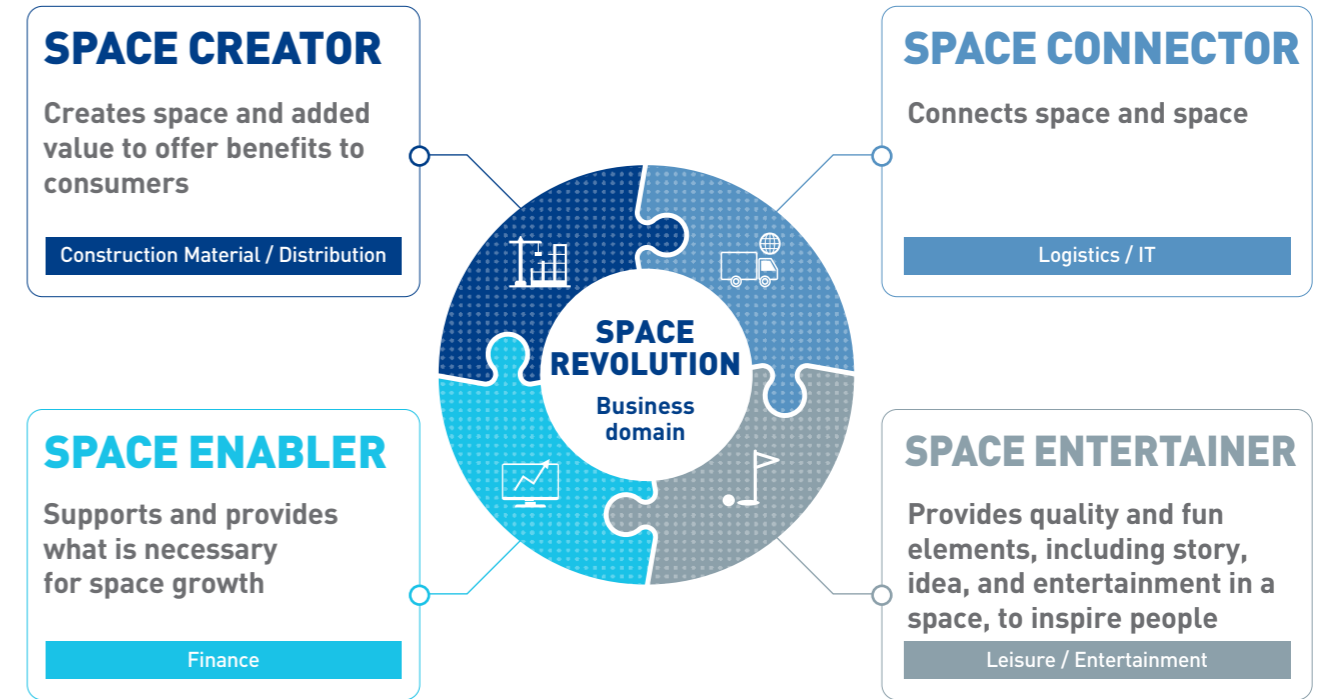 SPACE CREATOR
Creates space and added
value to offer benefits to
consumers
Construction Material / Distribution
SPACE CONNECTOR
Connects space and space
Logistics / IT
SPACE
REVOLUTION
Business
domain
SPACE ENABLER
Supports and provides
what is necessary
for space growth
Finance
SPACE ENTERTAINER
Provides quality and fun
elements, including story,
idea, and entertainment in a
space, to inspire people
Leisure / Entertainment